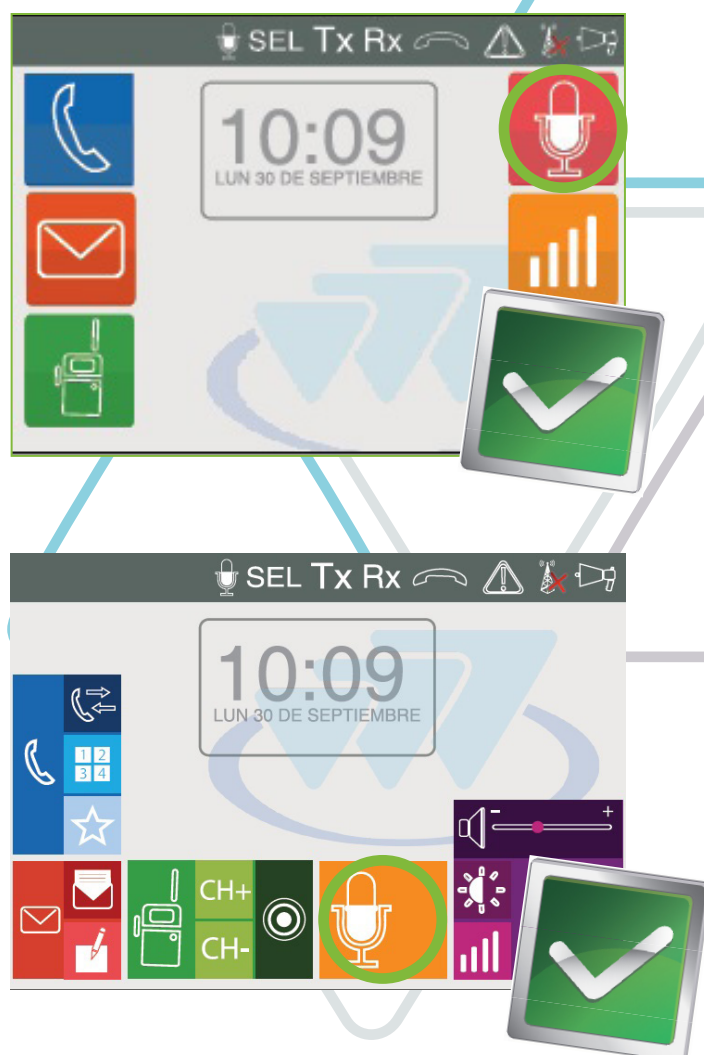 SEL Tx Rx
10:09
LUN 30 DE SEPTIEMBRE
SEL Tx Rx
10:09
LUN 30 DE SEPTIEMBRE
1 2
3 4
- +
CH+
CH-